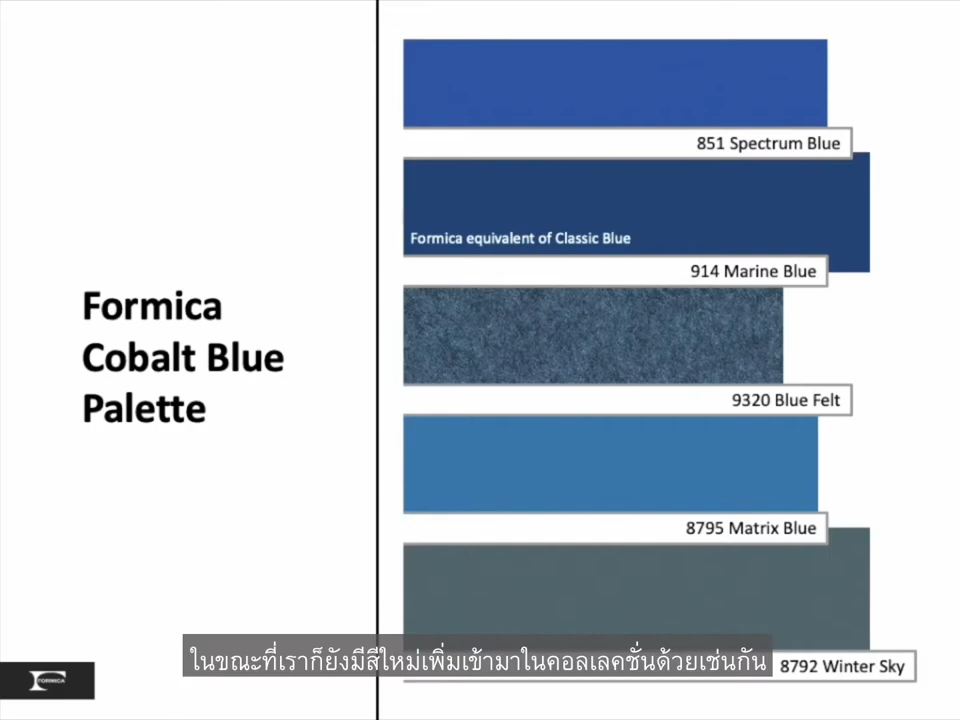 Formica
Cobalt Blue
Palette
851 Spectrum Blue
Formica equivalent of Classic Blue
914 Marine Blue
9320 Blue Felt
8795 Matrix Blue
8792 Winter Sky
ในขณะที่เราก็ยังมีสีใหม่เพิ่มเข้ามาในคอลเลคชั่นด้วยเช่นกัน
FORMICA